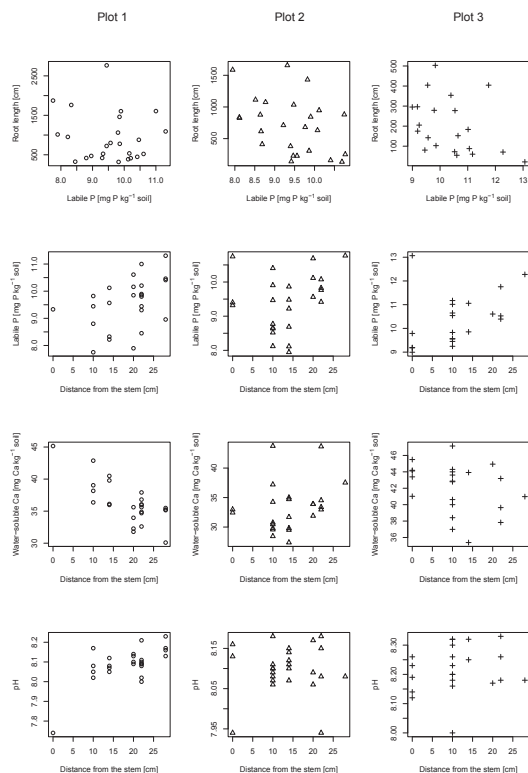 Plot 1 Plot 2 Plot 3
Root length [cm]
500 1500 2500
8.0 8.5 9.0 9.5 10.0 11.0
Labile P [mg P kg−1 soil]
Root length [cm]
500 1000 1500
8.0 8.5 9.0 9.5 10.0
Labile P [mg P kg−1 soil]
Root length [cm]
100 200 300 400 500
9 10 11 12 13
Labile P [mg P kg−1 soil]
Labile P [mg P kg−1 soil]
8.0 9.0 10.0 11.0
0 5 10 15 20 25
Distance from the stem [cm]
Labile P [mg P kg−1 soil]
8.0 9.0 10.0
0 5 10 15 20 25
Distance from the stem [cm]
Labile P [mg P kg−1 soil]
9 10 11 12 13
0 5 10 15 20 25
Distance from the stem [cm]
Water−soluble Ca [mg Ca kg−1 soil]
30 35 40 45
0 5 10 15 20 25
Distance from the stem [cm]
Water−soluble Ca [mg Ca kg−1 soil]
30 35 40
0 5 10 15 20 25
Distance from the stem [cm]
Water−soluble Ca [mg Ca kg−1 soil]
36 38 40 42 44 46
0 5 10 15 20 25
Distance from the stem [cm]
pH
7.8 7.9 8.0 8.1 8.2
0 5 10 15 20 25
Distance from the stem [cm]
pH
7.95 8.05 8.15
0 5 10 15 20 25
Distance from the stem [cm]
pH
8.00 8.10 8.20 8.30
0 5 10 15 20 25
Distance from the stem [cm]